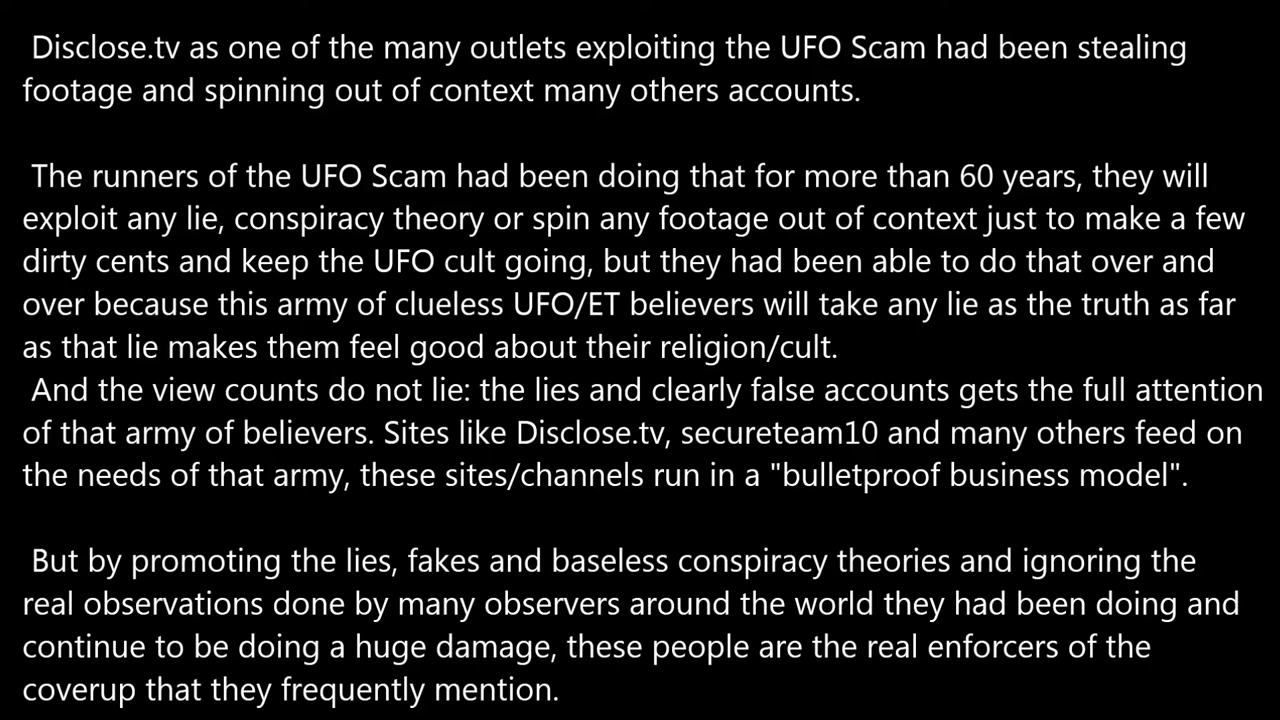 Disclose.tv as one of the many outlets exploiting the UFO Scam had been stealing
footage and spinning out of context many others accounts.
The runners of the UFO Scam had been doing that for more than 60 years, they will
exploit any lie, conspiracy theory or spin any footage out of context just to make a few
dirty cents and keep the UFO cult going, but they had been able to do that over and
over because this army of clueless UFO/ET believers will take any lie as the truth as far
as that lie makes them feel good about their religion/cult.
And the view counts do not lie: the lies and clearly false accounts gets the full attention
of that army of believers. Sites like Disclose.tv, secureteam10 and many others feed on
the needs of that army, these sites/channels run in a "bulletproof business model".
But by promoting the lies, fakes and baseless conspiracy theories and ignoring the
real observations done by many observers around the world they had been doing and
continue to be doing a huge damage, these people are the real enforcers of the
coverup that they frequently mention.